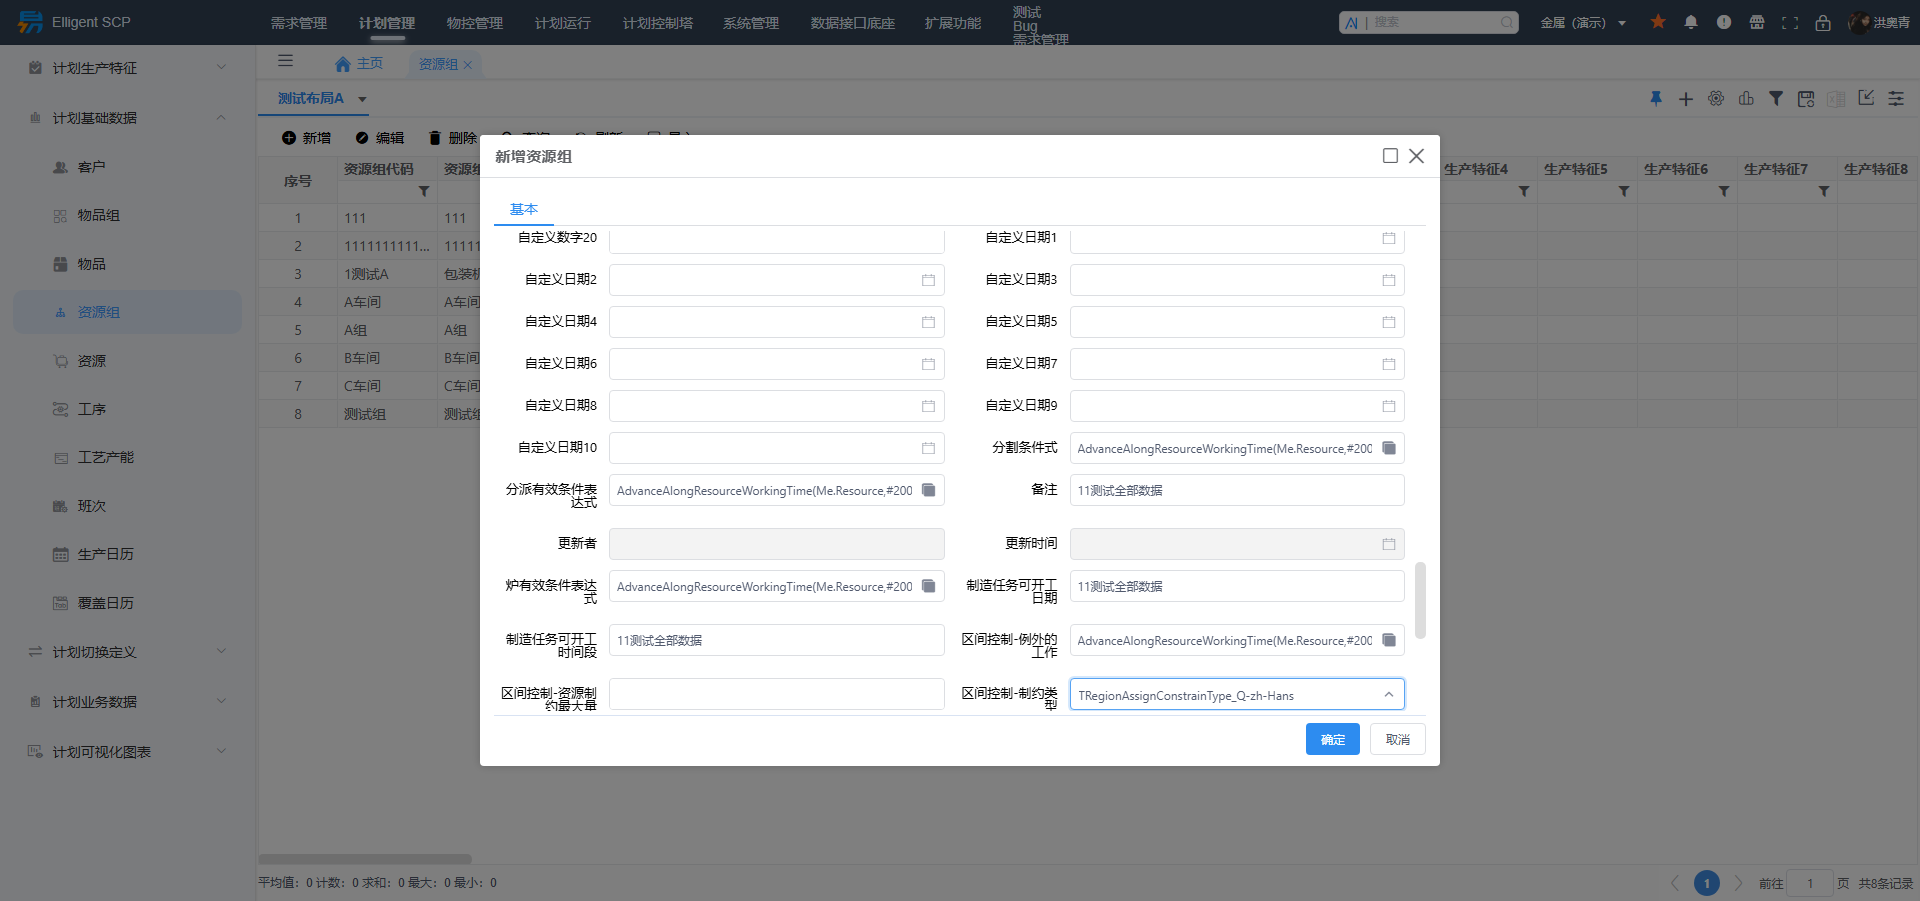 Elligent SCP
需求管理
计划管理
物控管理
计划运行
计划控制塔
系统管理
数据接口底座
扩展功能
测试
Bug
需求管理
AI | 搜索
金属（演示）
洪奥青
计划生产特征
计划基础数据
客户
物品组
物品
资源组
资源
工序
工艺产能
班次
生产日历
覆盖日历
计划切换定义
计划业务数据
计划可视化图表
主页
资源组
测试布局A
新增
编辑
删除
序号
资源组代码
生产特征4
生产特征5
生产特征6
生产特征7
生产特征8
1 111 111
2 1111111111... 11111
3 1测试A
4 A车间 A车间
5 A组 A组
6 B车间 B车间
7 C车间 C车间
8 测试组
新增资源组
基本
自定义数字20
自定义日期1
自定义日期2
自定义日期3
自定义日期4
自定义日期5
自定义日期6
自定义日期7
自定义日期8
自定义日期9
自定义日期10
分割条件式
AdvanceAlongResourceWorkingTime(Me.Resource,#200
分派有效条件表
达式
AdvanceAlongResourceWorkingTime(Me.Resource,#200
备注
11测试全部数据
更新者
更新时间
炉有效条件表达
式
AdvanceAlongResourceWorkingTime(Me.Resource,#200
制造任务可开工
日期
11测试全部数据
制造任务可开工
时间段
11测试全部数据
区间控制-例外的
工作
AdvanceAlongResourceWorkingTime(Me.Resource,#200
区间控制-资源制
约最大量
区间控制-制约类
型
TRegionAssignConstrainType_Q-zh-Hans
确定
取消
平均值：0 计数：0 求和：0 最大：0 最小：0
1
前往 1 页 共8条记录